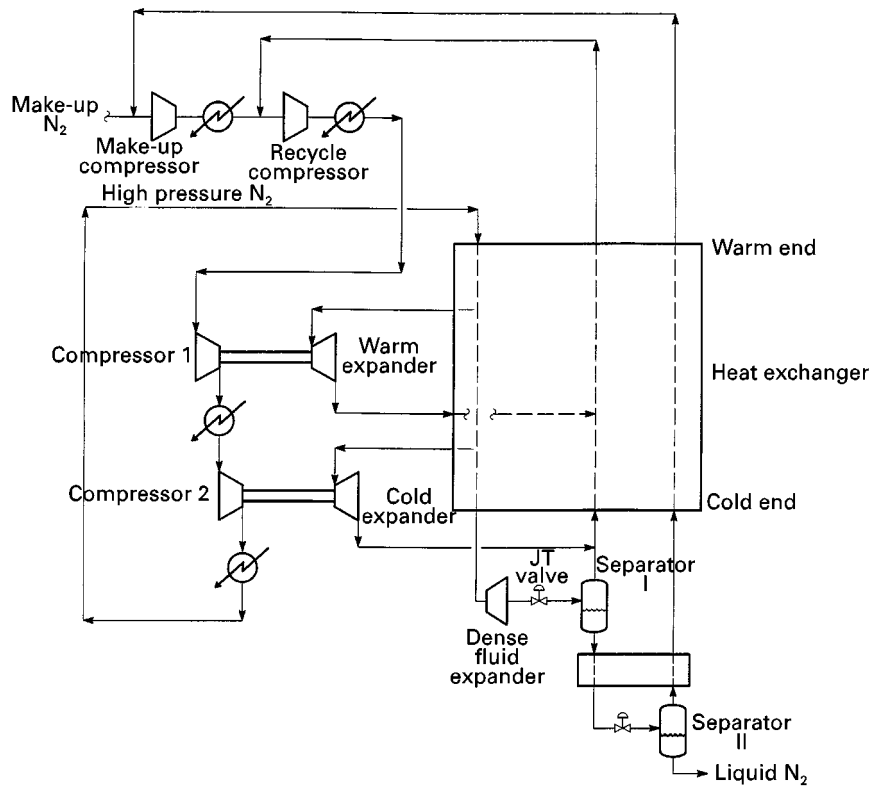 Make-up
N₂
Make-up
compressor
Recycle
compressor
High pressure N₂
Warm end
Compressor 1
Warm
expander
Heat exchanger
Compressor 2
Cold
expander
Cold end
JT
valve
Separator
I
Dense
fluid
expander
Separator
II
Liquid N₂